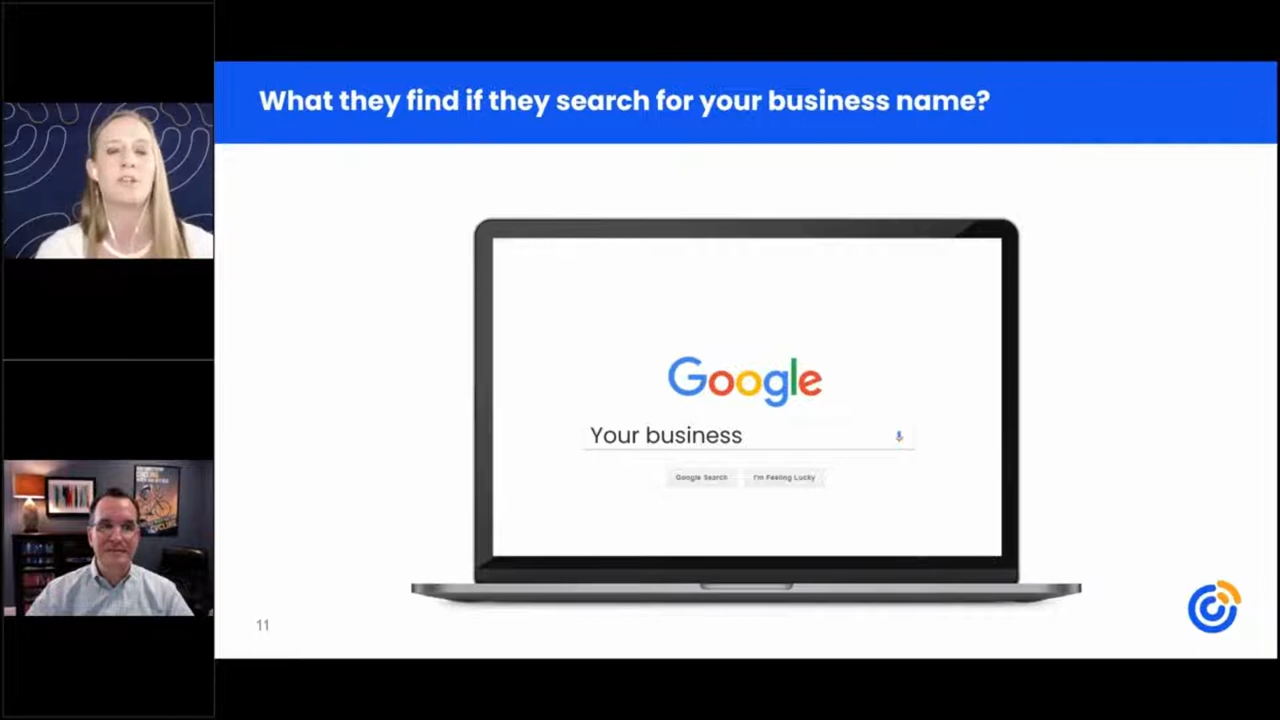 What they find if they search for your business name?
Google
Your business
Google Search
I'm Feeling Lucky
11